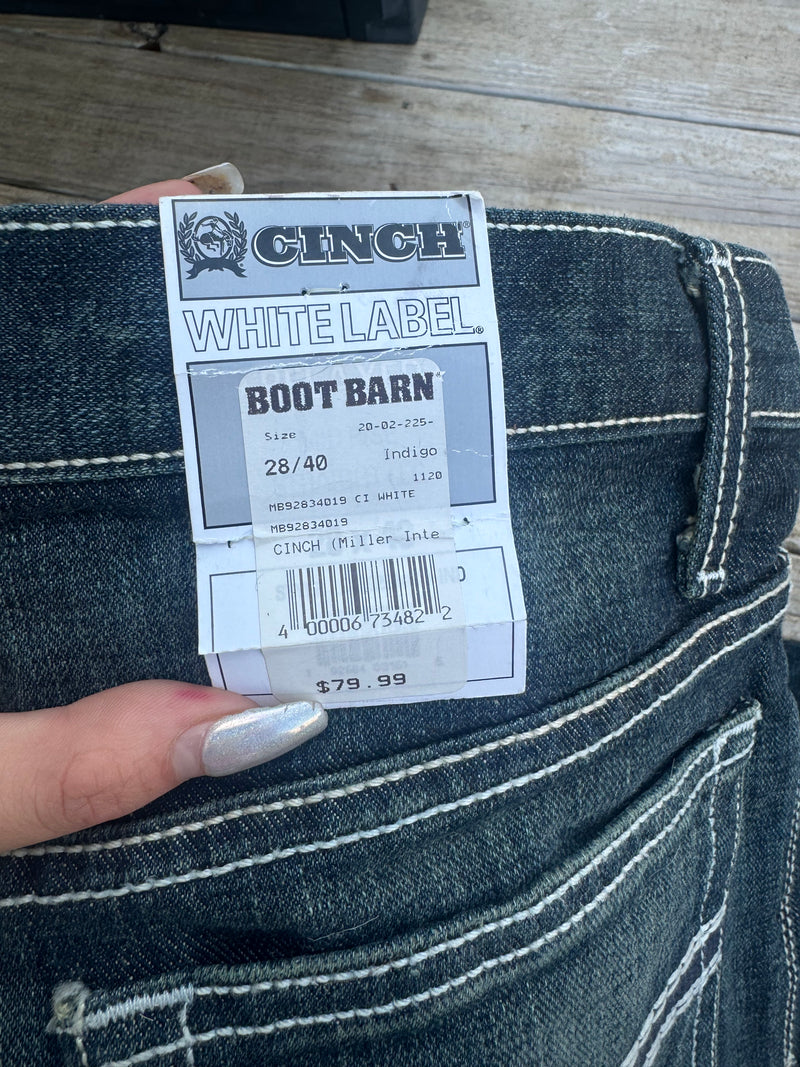 CINCH®
WHITE LABEL®
BOOT BARN®
Size 20-02-225-
28/40 Indigo
1120
MB92834019 CI WHITE
MB92834019
CINCH (Miller Inte
4 00006 73482 2
$79.99